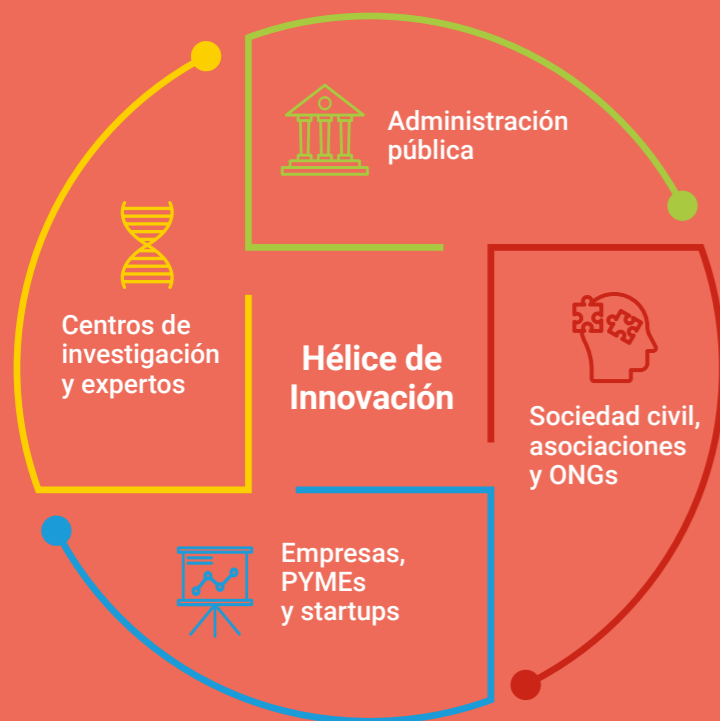 Administración
pública
Centros de
investigación
y expertos
Hélice de
Innovación
Sociedad civil,
asociaciones
y ONGs
Empresas,
PYMEs
y startups